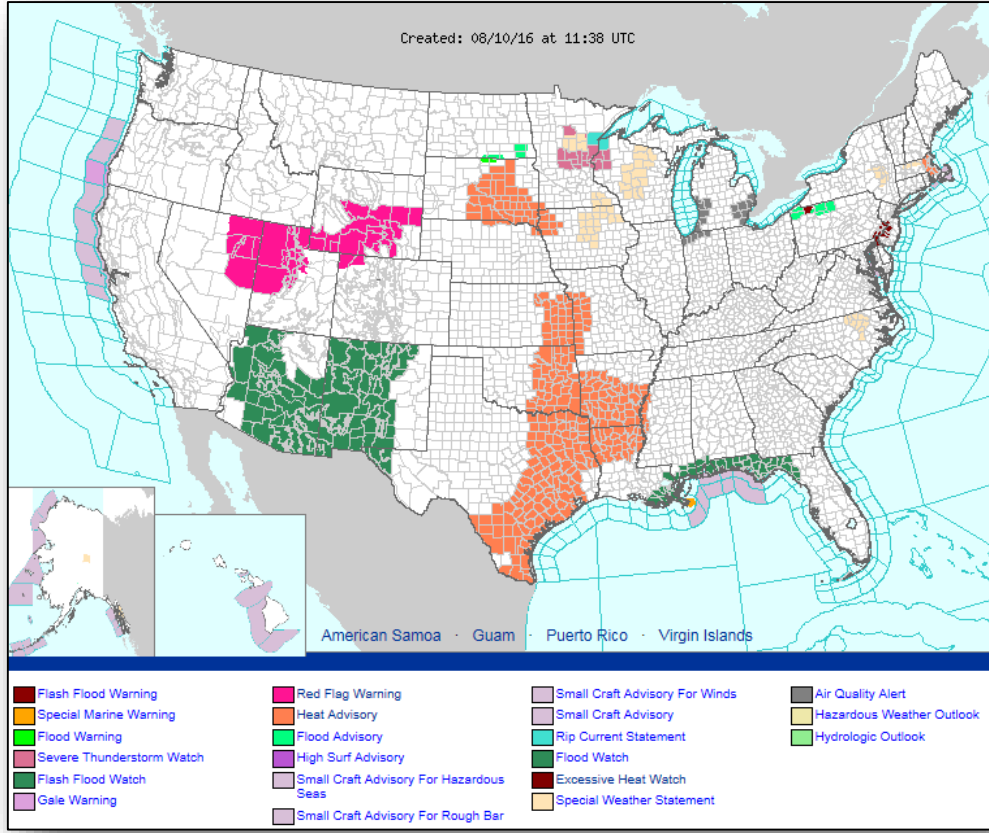 Created: 08/10/16 at 11:38 UTC
American Samoa · Guam · Puerto Rico · Virgin Islands
Flash Flood Warning
Special Marine Warning
Flood Warning
Severe Thunderstorm Watch
Flash Flood Watch
Gale Warning
Red Flag Warning
Heat Advisory
Flood Advisory
High Surf Advisory
Small Craft Advisory For Hazardous
Seas
Small Craft Advisory For Rough Bar
Small Craft Advisory For Winds
Small Craft Advisory
Rip Current Statement
Flood Watch
Excessive Heat Watch
Special Weather Statement
Air Quality Alert
Hazardous Weather Outlook
Hydrologic Outlook